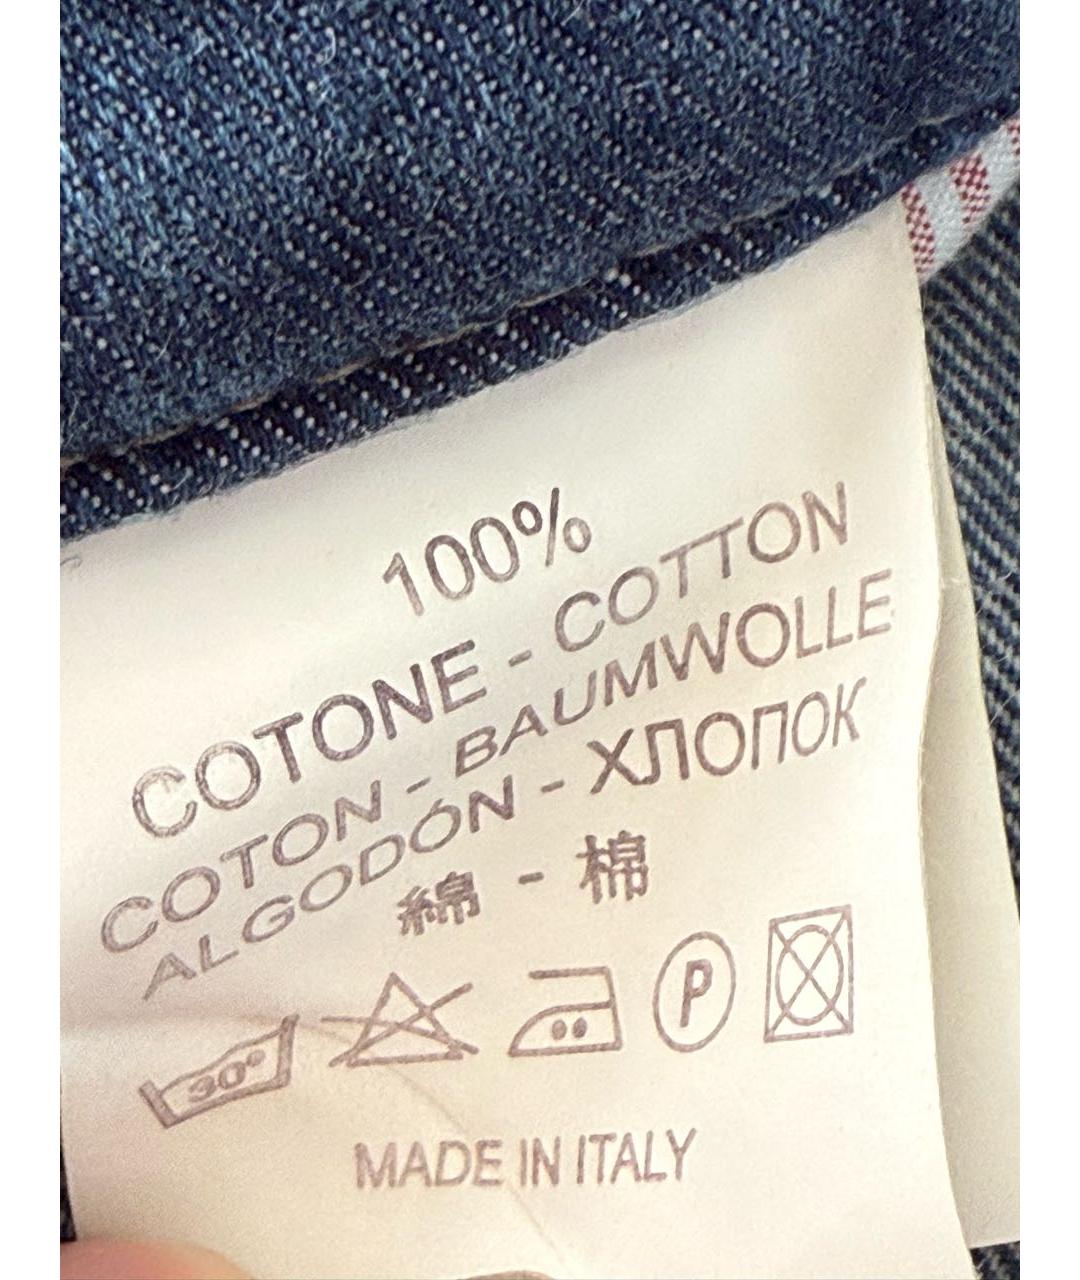 100%
COTONE - COTTON
COTON - BAUMWOLLE
ALGODÓN - ХЛОПОК
綿 - 棉
30° P
MADE IN ITALY